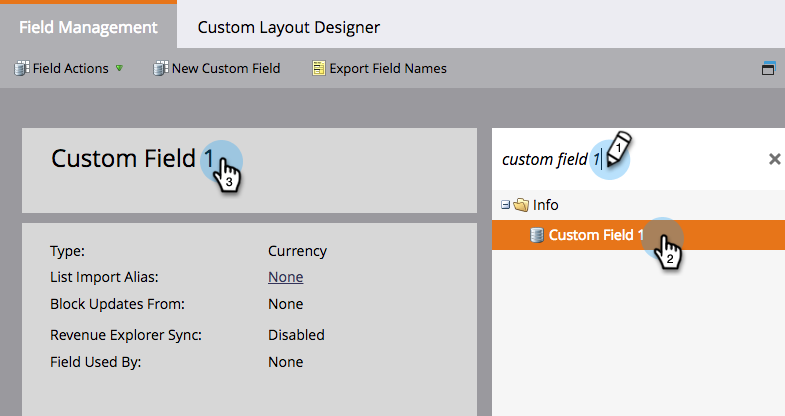 Field Management
Custom Layout Designer
Field Actions
New Custom Field
Export Field Names
Custom Field 1
3
custom field 1
1
Info
Custom Field 1
2
Type: Currency
List Import Alias: None
Block Updates From: None
Revenue Explorer Sync: Disabled
Field Used By: None